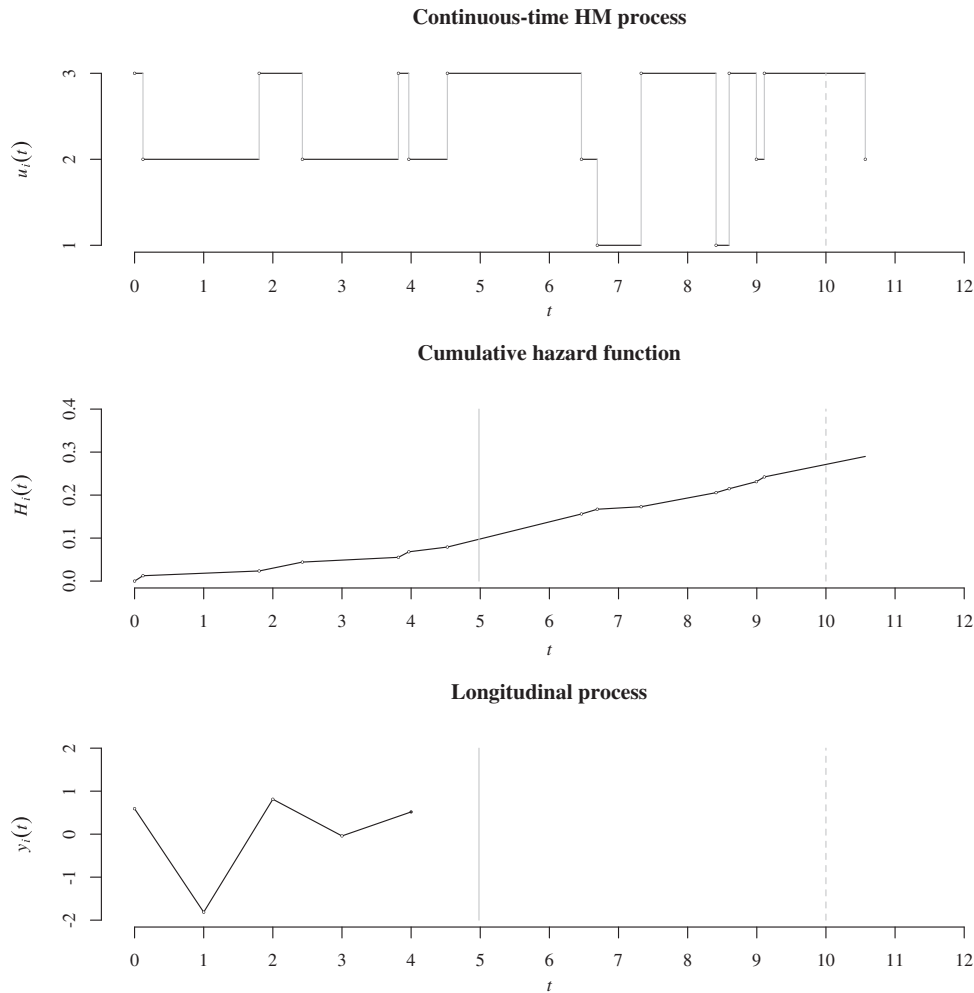 Continuous-time HM process
3
2
1
u_i(t)
0 1 2 3 4 5 6 7 8 9 10 11 12
t
Cumulative hazard function
0.4
0.3
0.2
0.1
0.0
H_i(t)
0 1 2 3 4 5 6 7 8 9 10 11 12
t
Longitudinal process
2
1
0
-1
-2
y_i(t)
0 1 2 3 4 5 6 7 8 9 10 11 12
t